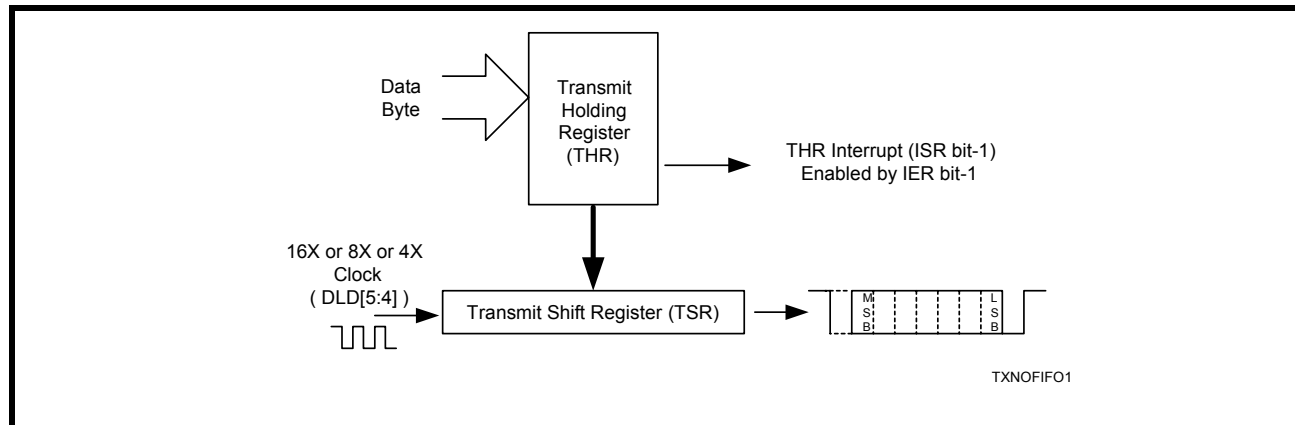 Data
Byte
Transmit
Holding
Register
(THR)
THR Interrupt (ISR bit-1)
Enabled by IER bit-1
16X or 8X or 4X
Clock
( DLD[5:4] )
Transmit Shift Register (TSR)
M
S
B
L
S
B
TXNOFIFO1